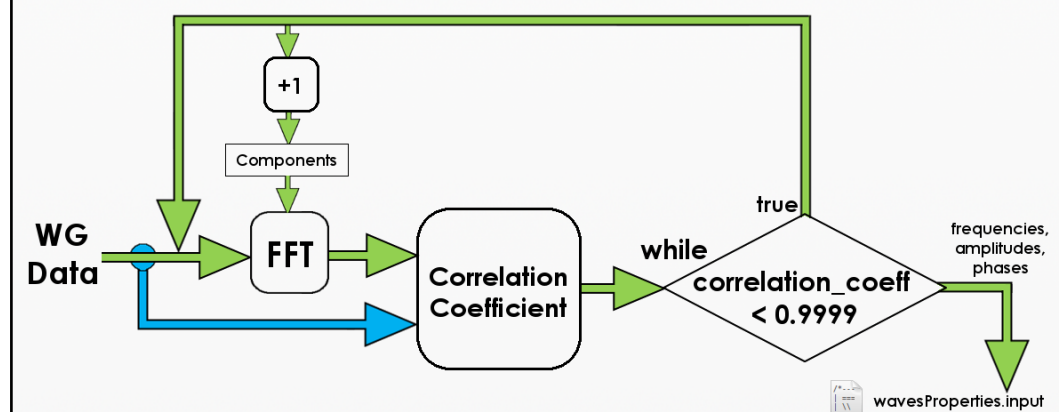 +1
Components
WG
Data
FFT
Correlation
Coefficient
while
true
correlation_coeff
< 0.9999
frequencies,
amplitudes,
phases
/*---
| ===
| \\
wavesProperties.input